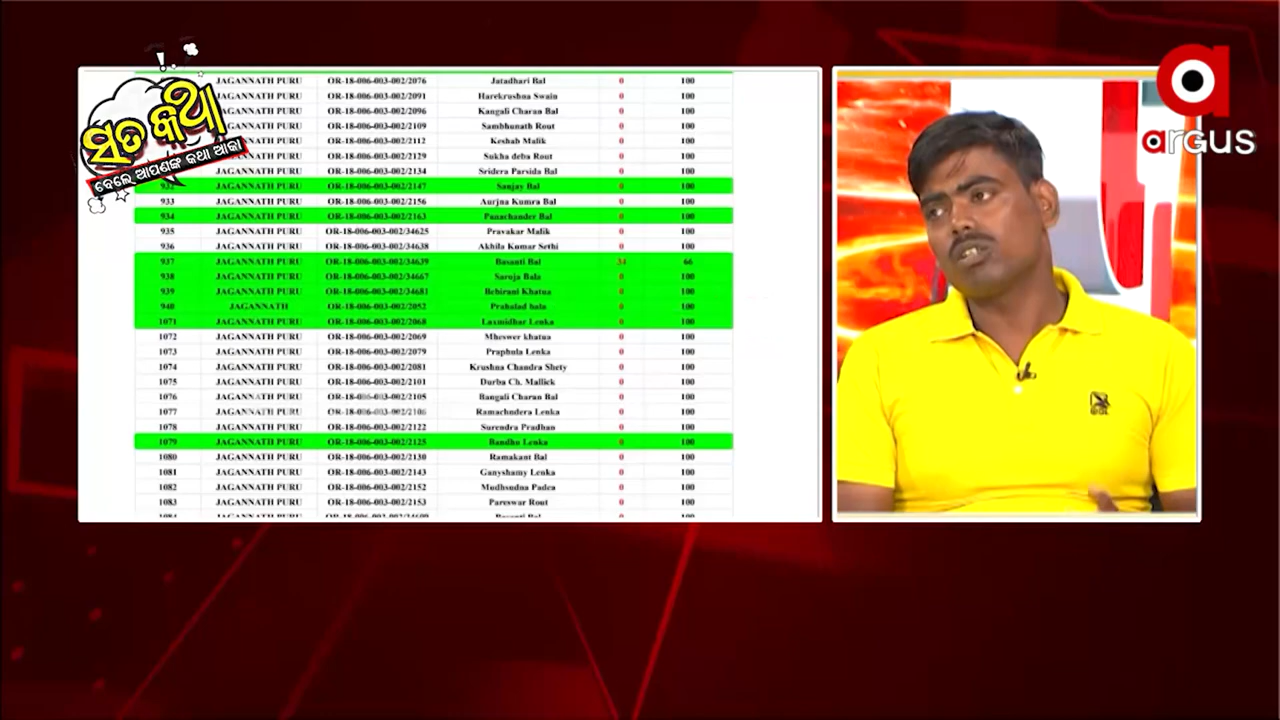 JAGANNATH PURU OR-18-006-003-002/2076 Jatadhari Bal 0 100
JAGANNATH PURU OR-18-006-003-002/2091 Harekrushna Swain 0 100
JAGANNATH PURU OR-18-006-003-002/2096 Kangali Charan Bal 0 100
JAGANNATH PURU OR-18-006-003-002/2109 Sambhunath Rout 0 100
JAGANNATH PURU OR-18-006-003-002/2112 Keshab Malik 0 100
JAGANNATH PURU OR-18-006-003-002/2129 Sukha deba Rout 0 100
JAGANNATH PURU OR-18-006-003-002/2134 Sridera Parsida Bal 0 100
932 JAGANNATH PURU OR-18-006-003-002/2147 Sanjay Bal 0 100
933 JAGANNATH PURU OR-18-006-003-002/2156 Aurjna Kumra Bal 0 100
934 JAGANNATH PURU OR-18-006-003-002/2163 Panachander Bal 0 100
935 JAGANNATH PURU OR-18-006-003-002/34625 Pravakar Malik 0 100
936 JAGANNATH PURU OR-18-006-003-002/34638 Akhila Kumar Sethi 0 100
937 JAGANNATH PURU OR-18-006-003-002/34639 Basanti Bal 34 66
938 JAGANNATH PURU OR-18-006-003-002/34667 Saroja Bala 0 100
939 JAGANNATH PURU OR-18-006-003-002/34681 Behirani Khatua 0 100
940 JAGANNATH OR-18-006-003-002/2052 Prahalad bala 0 100
1071 JAGANNATH PURU OR-18-006-003-002/2068 Laxmidhar Lenka 0 100
1072 JAGANNATH PURU OR-18-006-003-002/2069 Mheswer khatua 0 100
1073 JAGANNATH PURU OR-18-006-003-002/2079 Praphula Lenka 0 100
1074 JAGANNATH PURU OR-18-006-003-002/2081 Krushna Chandra Shety 0 100
1075 JAGANNATH PURU OR-18-006-003-002/2101 Durba Ch. Mallick 0 100
1076 JAGANNATH PURU OR-18-006-003-002/2105 Bangali Charan Bal 0 100
1077 JAGANNATH PURU OR-18-006-003-002/2106 Ramachndera Lenka 0 100
1078 JAGANNATH PURU OR-18-006-003-002/2122 Surendra Pradhan 0 100
1079 JAGANNATH PURU OR-18-006-003-002/2125 Bandhu Lenka 0 100
1080 JAGANNATH PURU OR-18-006-003-002/2130 Ramakant Bal 0 100
1081 JAGANNATH PURU OR-18-006-003-002/2143 Ganyshamy Lenka 0 100
1082 JAGANNATH PURU OR-18-006-003-002/2152 Mudhsudna Padea 0 100
1083 JAGANNATH PURU OR-18-006-003-002/2153 Pareswar Rout 0 100
ସତ କଥା
ବେଲେ ଆପଣଙ୍କ କଥା ଆଜ୍ଞା
a
argus